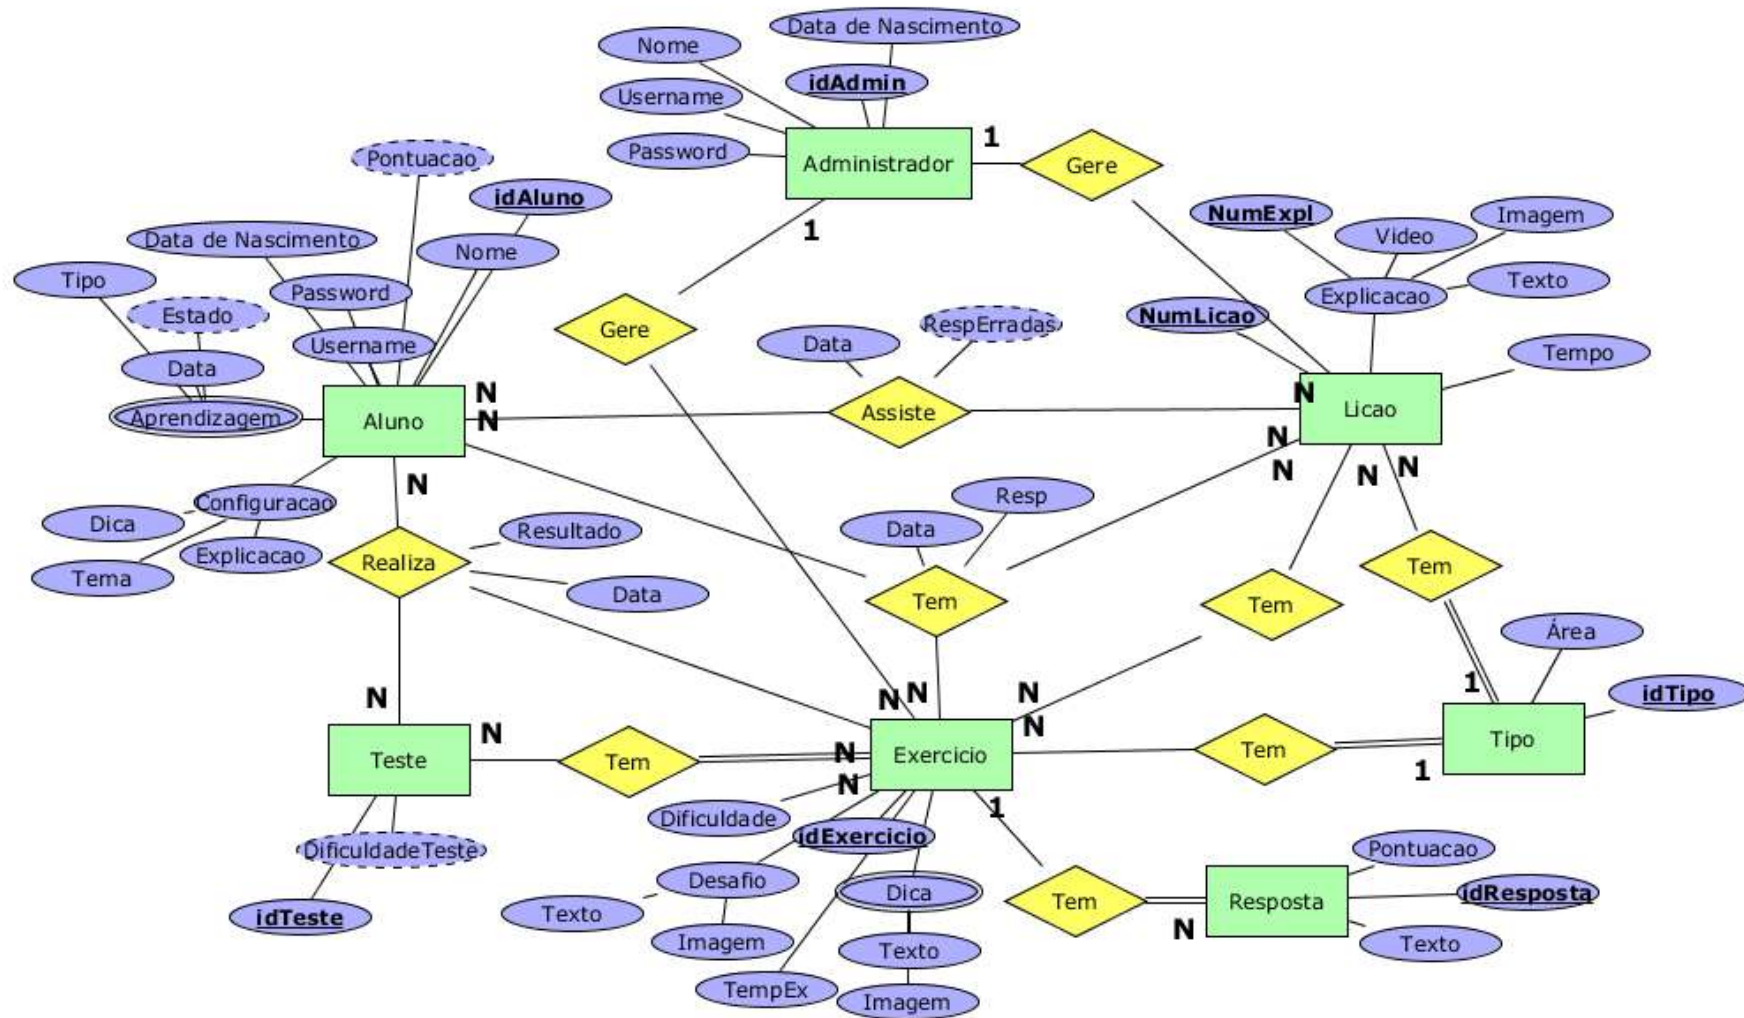 Data de Nascimento
Nome
idAdmin
Username
Password
Administrador
1
Gere
1
Pontuacao
idAluno
Data de Nascimento
Nome
Tipo
Password
Estado
Username
Data
Aprendizagem
Aluno
N
N
N
Gere
Data
RespErradas
Assiste
NumExpl
Imagem
Video
Explicacao
Texto
NumLicao
Tempo
N
Licao
N
N
N
N
Configuracao
Dica
Explicacao
Tema
Realiza
Resultado
Data
Resp
Data
Tem
Tem
Tem
Área
idTipo
1
Tipo
1
Tem
N
N
N
N
N
N
Teste
N
Tem
N
N
Exercicio
Dificuldade
1
DificuldadeTeste
idTeste
idExercicio
Desafio
Texto
Imagem
Dica
Texto
TempEx
Imagem
Tem
N
Resposta
Pontuacao
idResposta
Texto